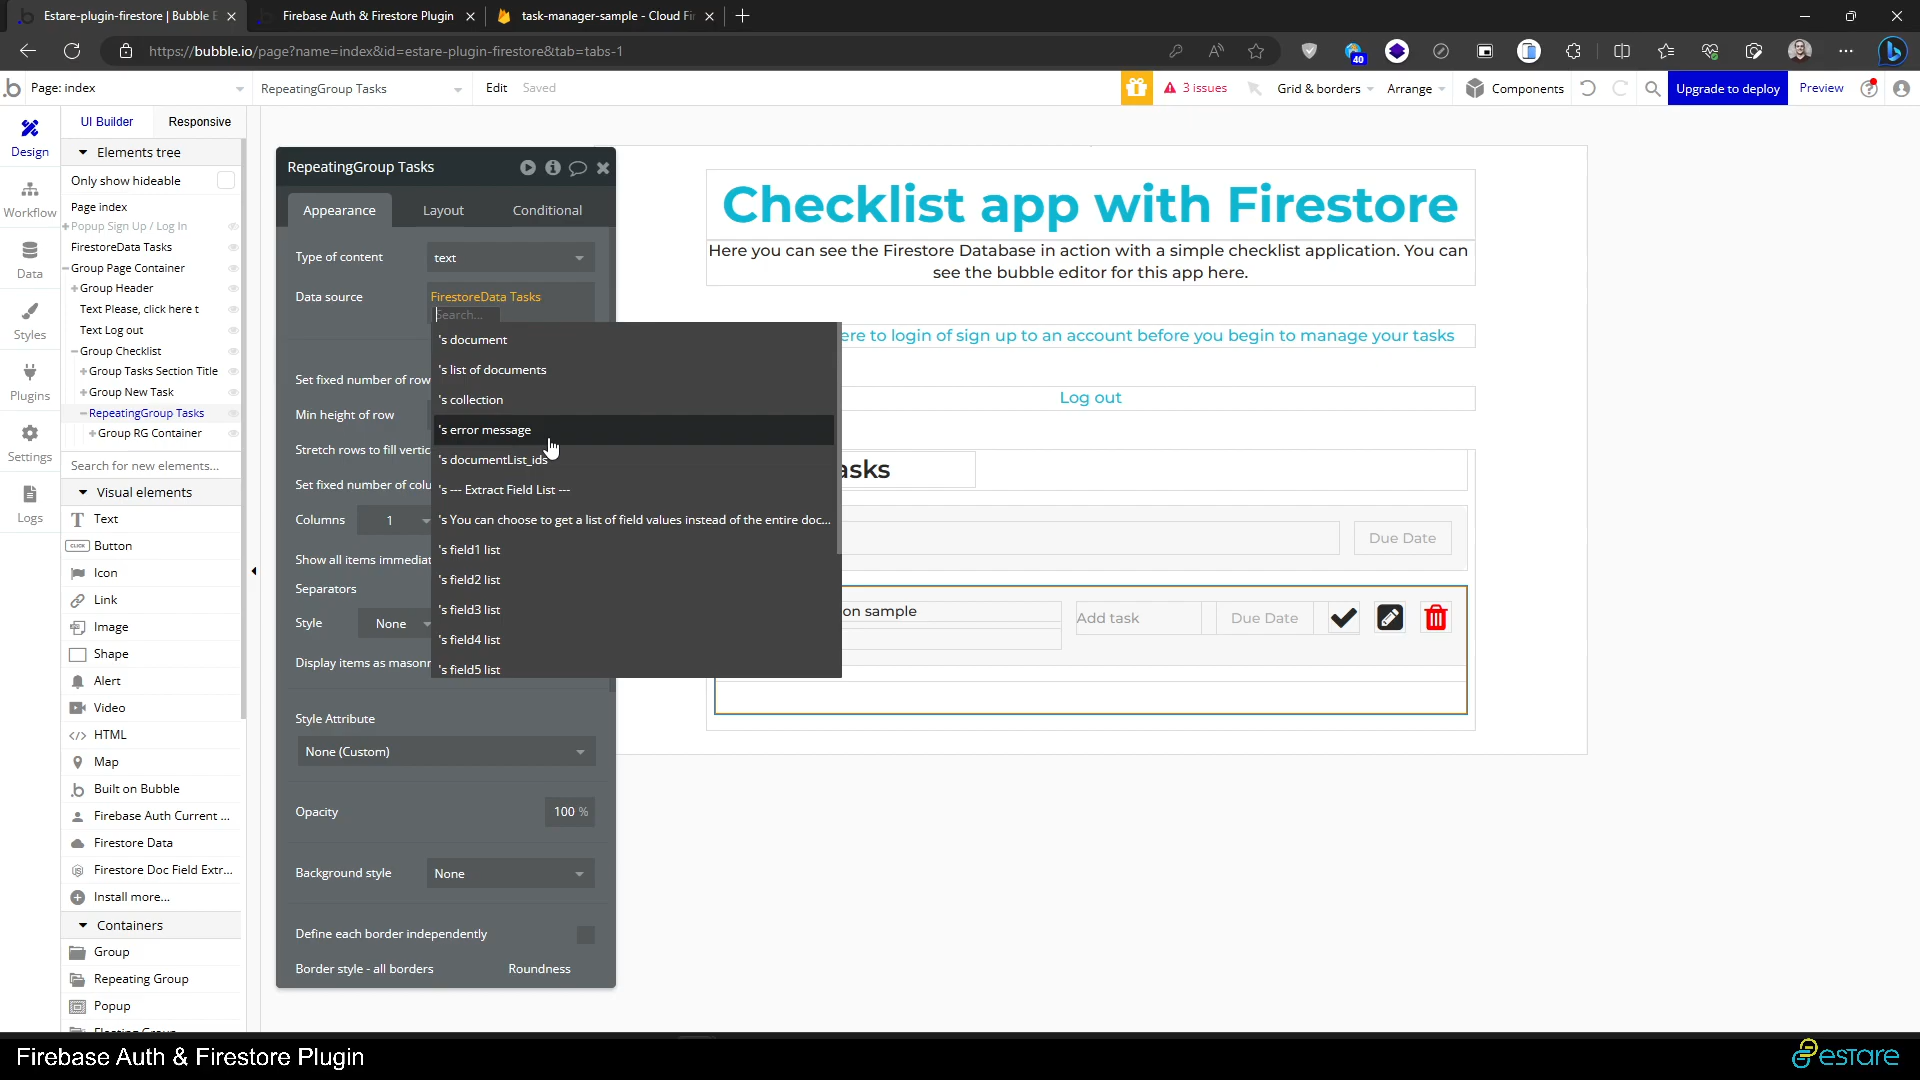 Estare-plugin-firestore | Bubble E
Firebase Auth & Firestore Plugin
task-manager-sample - Cloud Fir
https://bubble.io/page?name=index&id=estare-plugin-firestore&tab=tabs-1
40
Page: index
RepeatingGroup Tasks
Edit
Saved
3 issues
Grid & borders
Arrange
Components
Upgrade to deploy
Preview
Design
Workflow
Data
Styles
Plugins
Settings
Logs
UI Builder
Responsive
Elements tree
Only show hideable
Page index
Popup Sign Up / Log In
FirestoreData Tasks
Group Page Container
Group Header
Text Please, click here t
Text Log out
Group Checklist
Group Tasks Section Title
Group New Task
RepeatingGroup Tasks
Group RG Container
Search for new elements...
Visual elements
Text
CLICK
Button
Icon
Link
Image
Shape
Alert
Video
HTML
Map
Built on Bubble
Firebase Auth Current ...
Firestore Data
Firestore Doc Field Extr...
Install more...
Containers
Group
Repeating Group
Popup
Floating Group
RepeatingGroup Tasks
Appearance
Layout
Conditional
Type of content
text
Data source
FirestoreData Tasks
Search...
's document
's list of documents
's collection
's error message
's documentList_ids
's --- Extract Field List ---
's You can choose to get a list of field values instead of the entire doc...
's field1 list
's field2 list
's field3 list
's field4 list
's field5 list
Set fixed number of row
Min height of row
Stretch rows to fill vertic
Set fixed number of colu
Columns
1
Show all items immediat
Separators
Style
None
Display items as masonr
Style Attribute
None (Custom)
Opacity
100 %
Background style
None
Define each border independently
Border style - all borders
Roundness
Checklist app with Firestore
Here you can see the Firestore Database in action with a simple checklist application. You can
see the bubble editor for this app here.
ere to login of sign up to an account before you begin to manage your tasks
Log out
asks
Due Date
on sample
Add task
Due Date
Firebase Auth & Firestore Plugin
estare